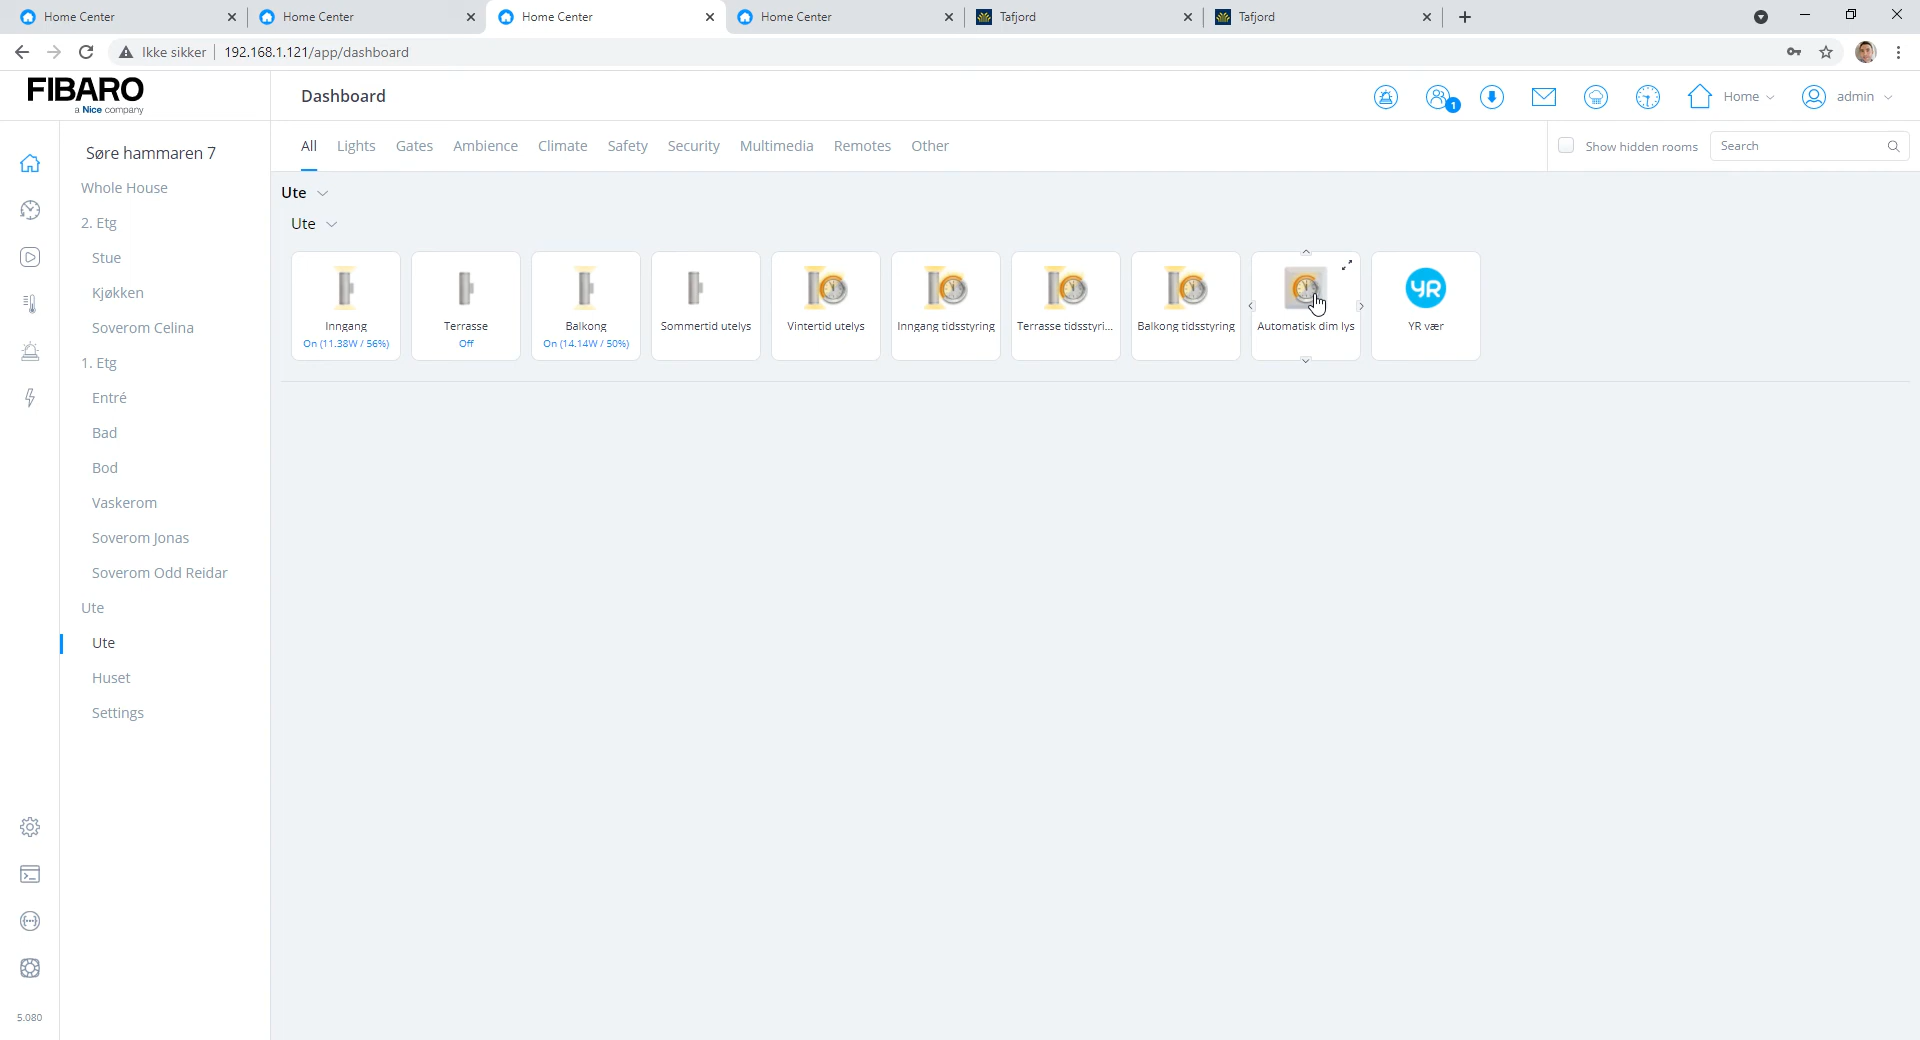 Home Center
Home Center
Home Center
Home Center
Tafjord
Tafjord
Ikke sikker
192.168.1.121/app/dashboard
FIBARO
a Nice company
Dashboard
1
Home
admin
Søre hammaren 7
All Lights Gates Ambience Climate Safety Security Multimedia Remotes Other
Show hidden rooms
Search
Whole House
2. Etg
Stue
Kjøkken
Soverom Celina
1. Etg
Entré
Bad
Bod
Vaskerom
Soverom Jonas
Soverom Odd Reidar
Ute
Ute
Huset
Settings
5.080
Ute
Ute
Inngang
On (11.38W / 56%)
Terrasse
Off
Balkong
On (14.14W / 50%)
Sommertid utelys
Vintertid utelys
Inngang tidsstyring
Terrasse tidsstyri...
Balkong tidsstyring
Automatisk dim lys
YR
YR vær